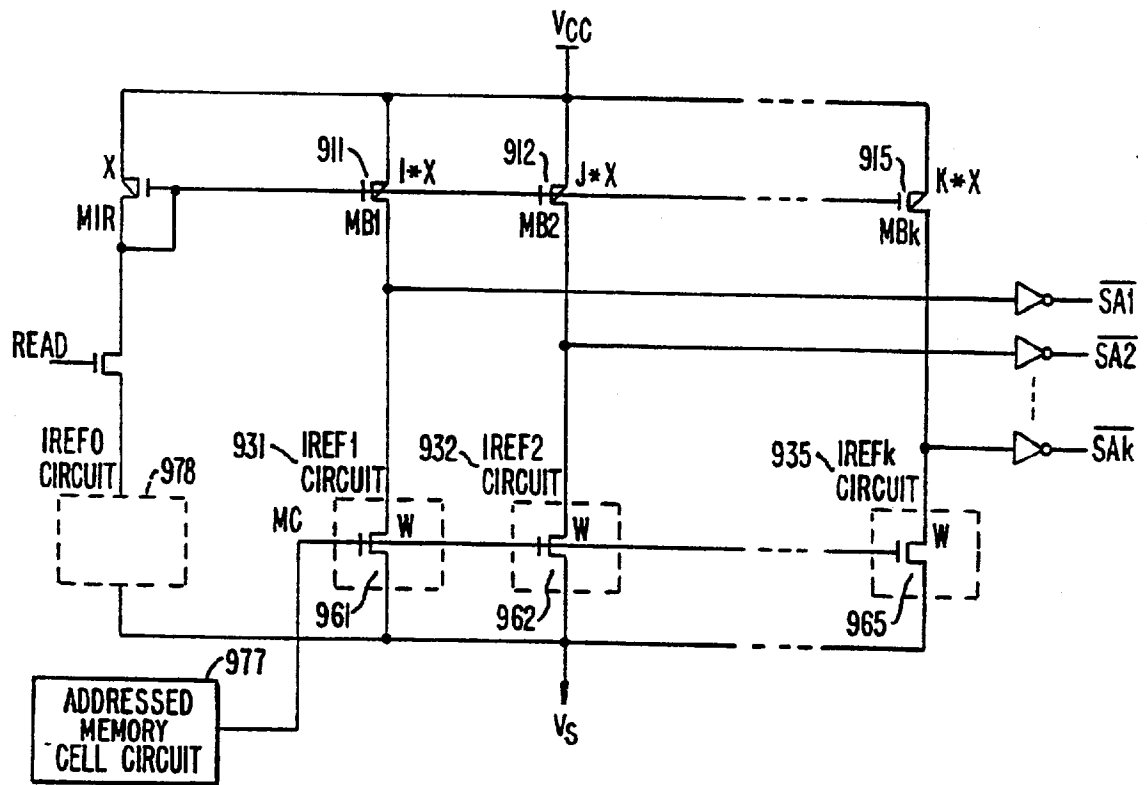 VCC
X
911
I*X
912
J*X
915
K*X
MIR
MB1
MB2
MBk
SA1
READ
SA2
IREF0
CIRCUIT
978
931
IREF1
CIRCUIT
932
IREF2
CIRCUIT
935
IREFk
CIRCUIT
SAk
MC
W
W
W
961
962
965
977
ADDRESSED
MEMORY
CELL CIRCUIT
VS